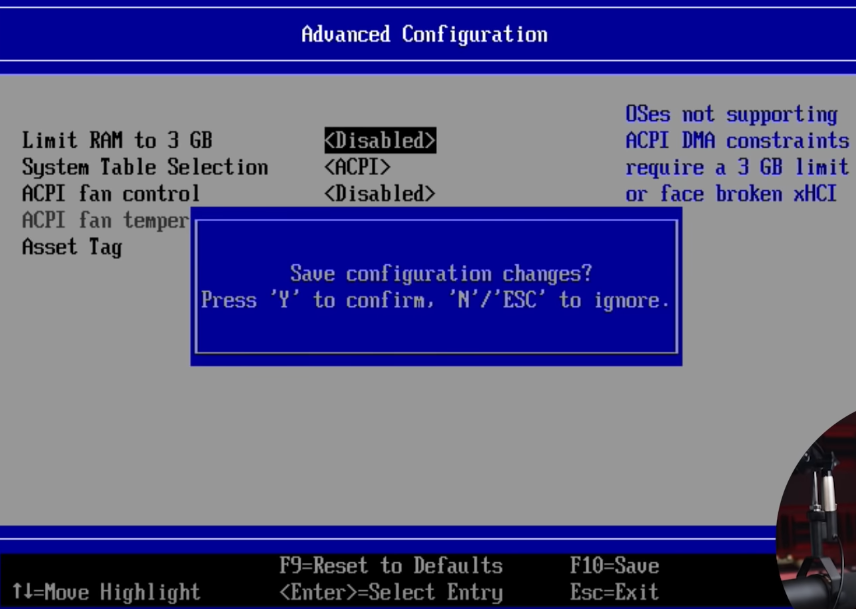 Advanced Configuration
OSes not supporting
ACPI DMA constraints
require a 3 GB limit
or face broken xHCI
Limit RAM to 3 GB <Disabled>
System Table Selection <ACPI>
ACPI fan control <Disabled>
ACPI fan temper
Asset Tag
Save configuration changes?
Press 'Y' to confirm, 'N'/'ESC' to ignore.
F9=Reset to Defaults F10=Save
↑↓=Move Highlight <Enter>=Select Entry Esc=Exit